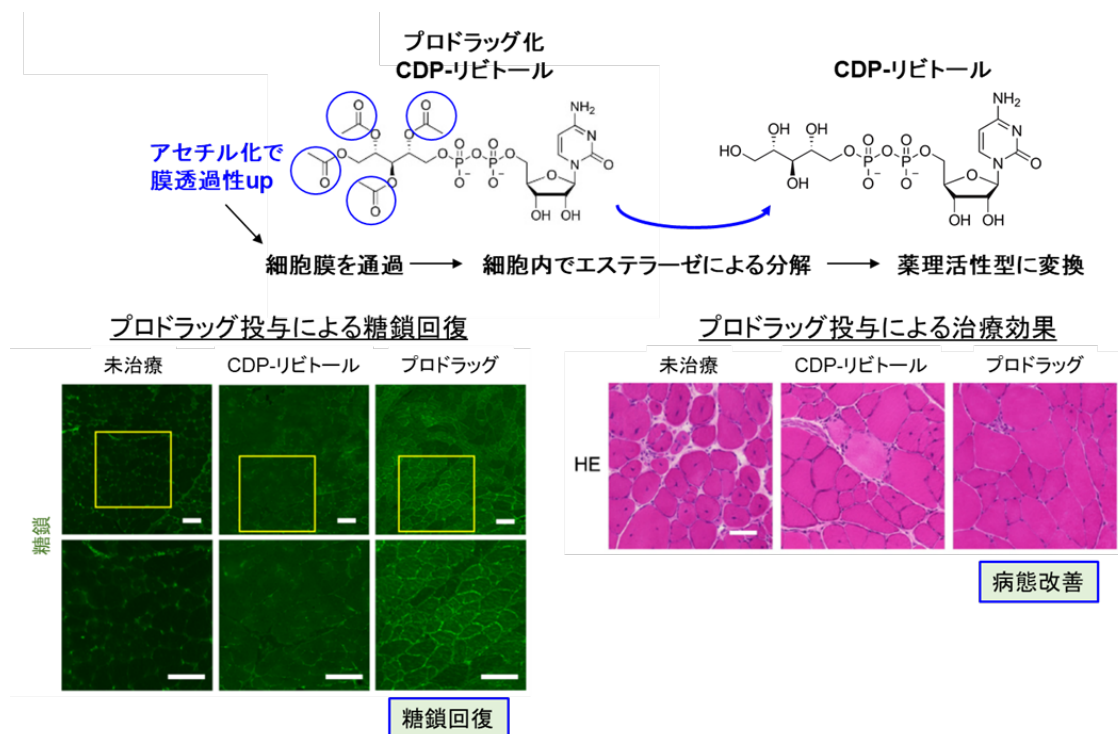 プロドラッグ化
CDP-リビトール
CDP-リビトール
アセチル化で
膜透過性up
O
O
O
O
O
O
O
O
O
O
P
O
P
O
O
O
O⁻
O⁻
NH₂
N
N
O
O
OH
OH
OH
OH
HO
OH
O
O
P
O
P
O
O
O
O⁻
O⁻
NH₂
N
N
O
O
OH
OH
細胞膜を通過
細胞内でエステラーゼによる分解
薬理活性型に変換
プロドラッグ投与による糖鎖回復
未治療
CDP-リビトール
プロドラッグ
糖鎖
糖鎖回復
プロドラッグ投与による治療効果
未治療
CDP-リビトール
プロドラッグ
HE
病態改善